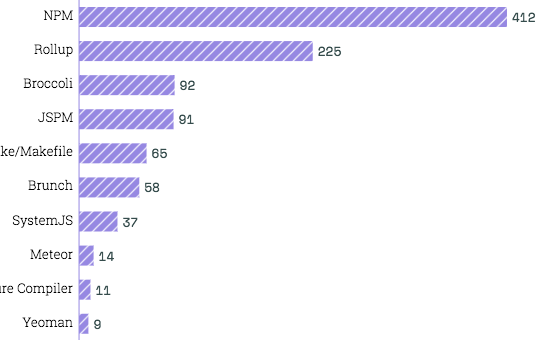 NPM 412
Rollup 225
Broccoli 92
JSPM 91
ke/Makefile 65
Brunch 58
SystemJS 37
Meteor 14
re Compiler 11
Yeoman 9